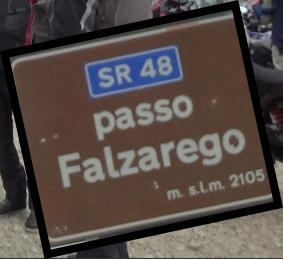 SR 48
passo
Falzarego
m. s.l.m. 2105